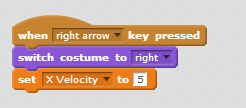 when right arrow key pressed
switch costume to right
set X Velocity to 5